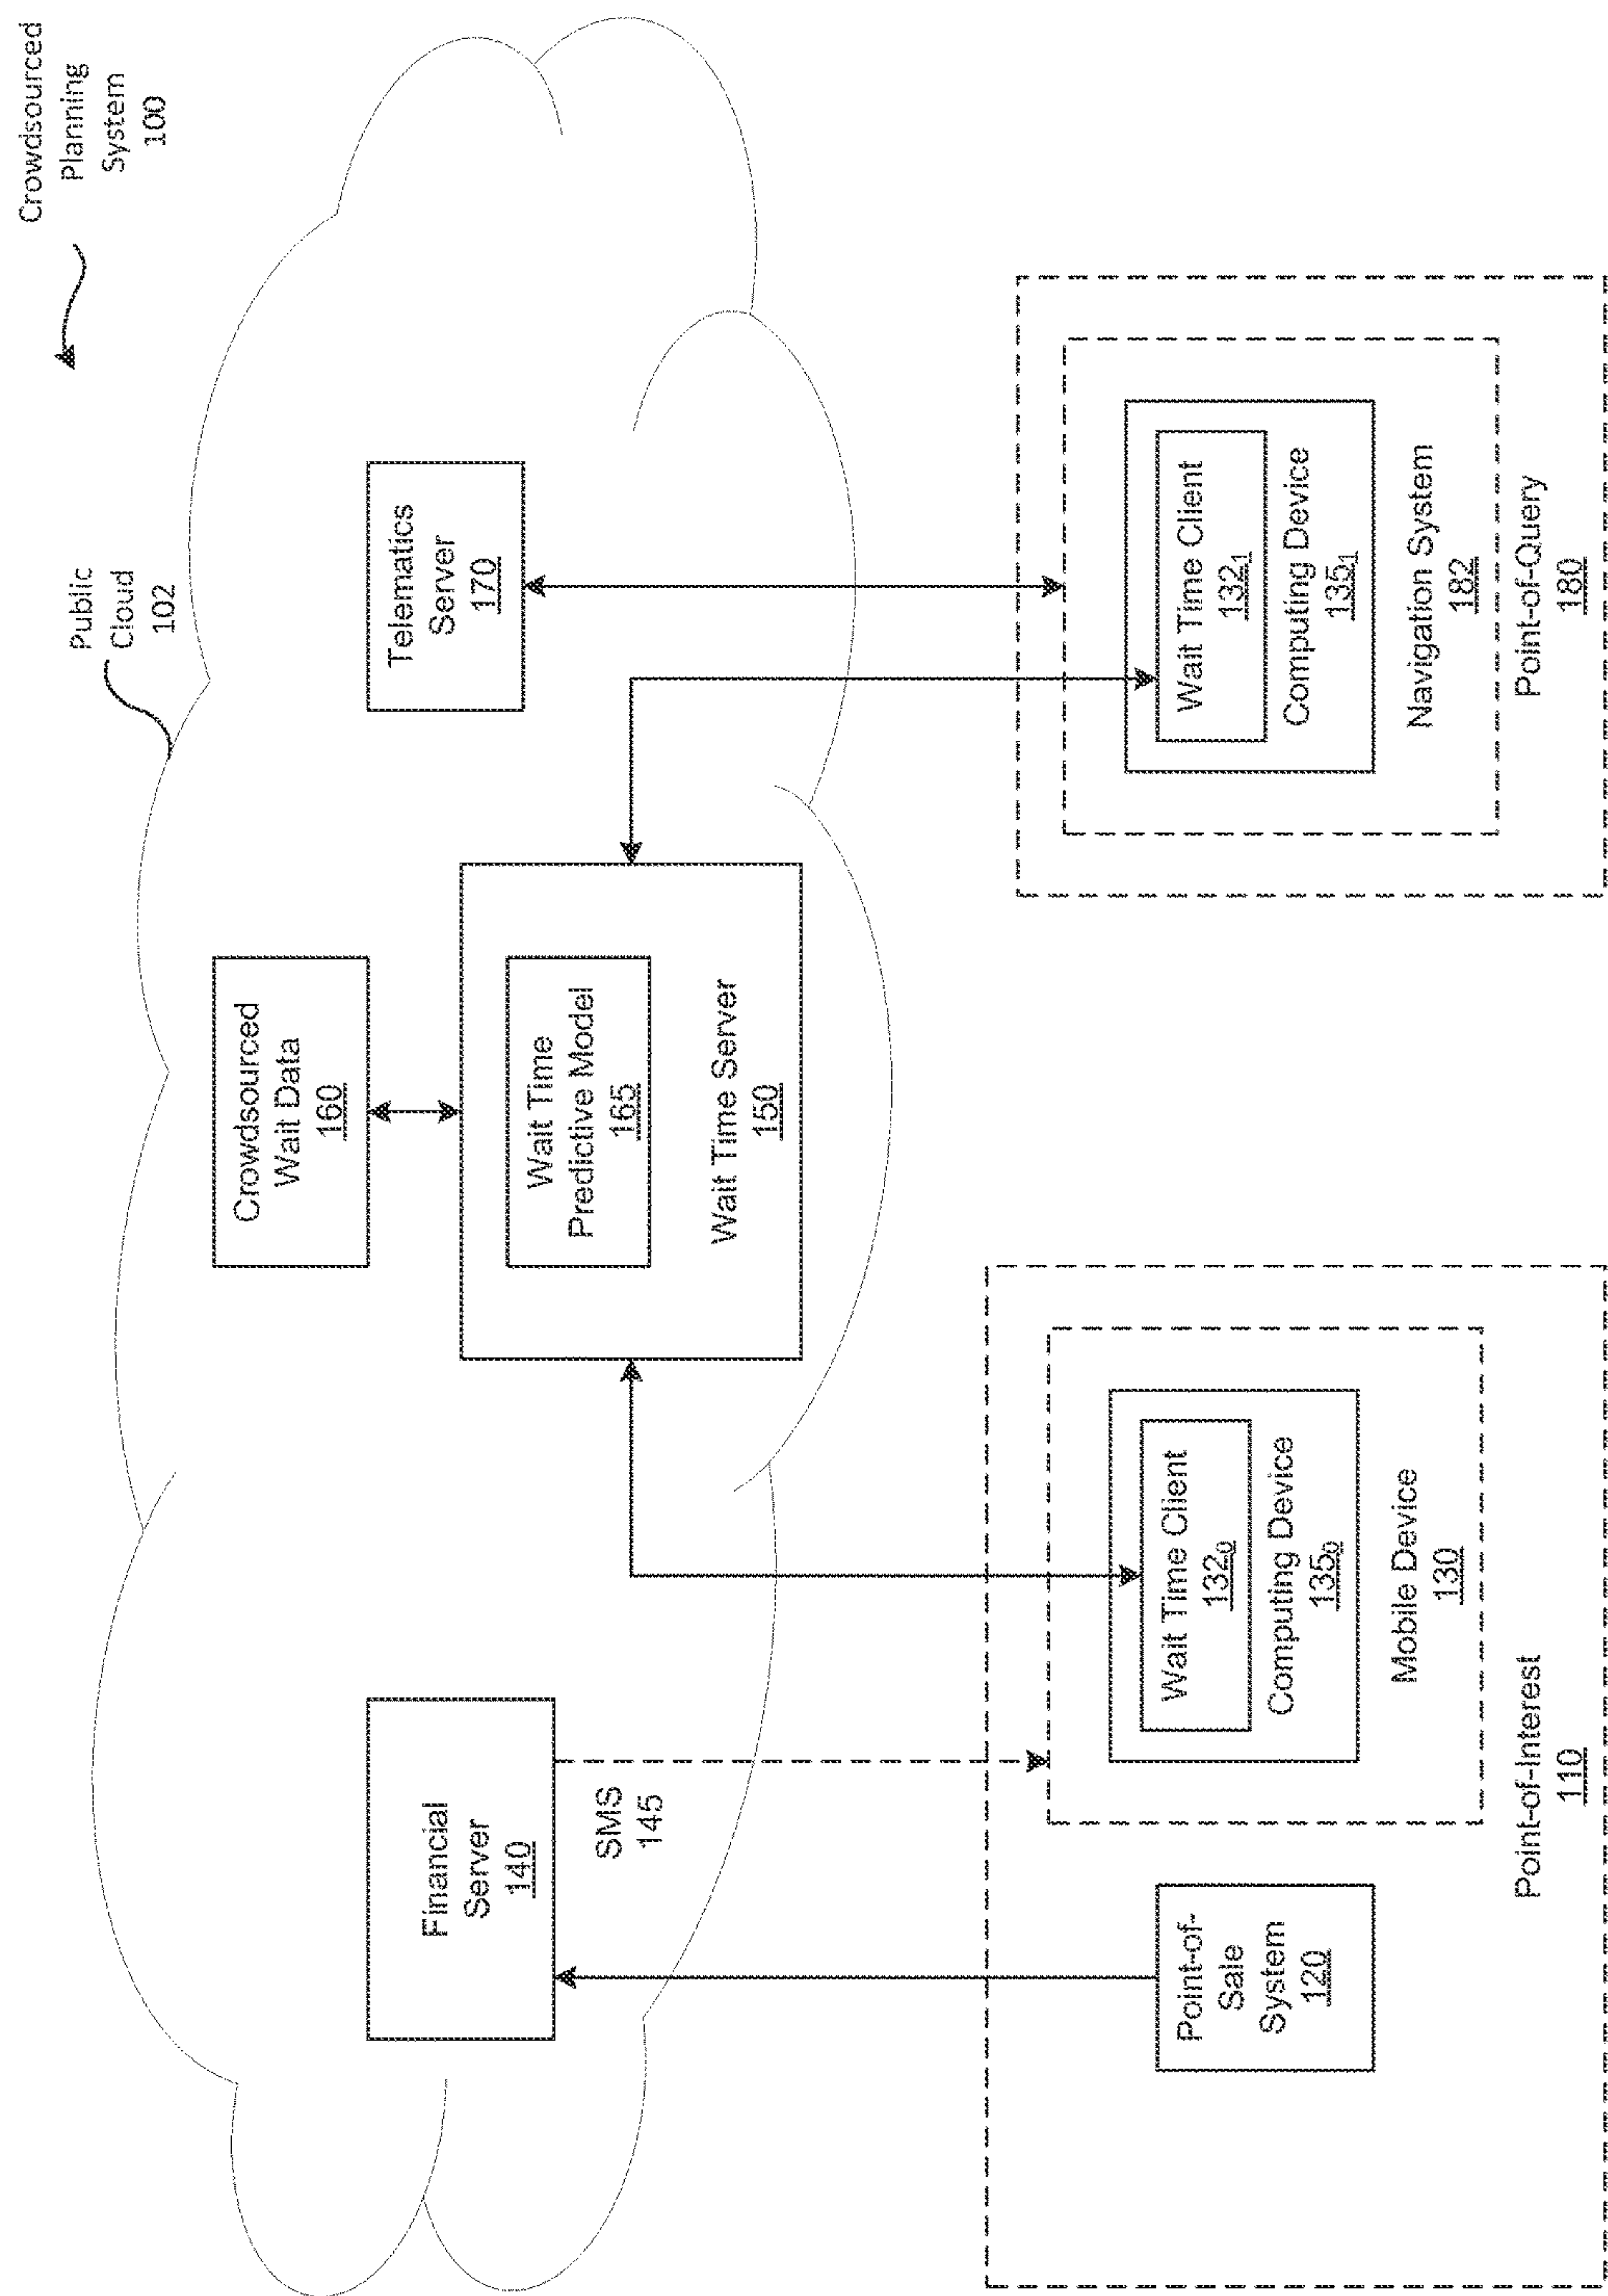 Crowdsourced
Planning
System
100
Public
Cloud
102
Crowdsourced
Wait Data
160
Financial
Server
140
SMS
145
Wait Time
Predictive Model
165
Wait Time Server
150
Telematics
Server
170
Point-of-
Sale
System
120
Wait Time Client
132₀
Computing Device
135₀
Mobile Device
130
Point-of-Interest
110
Wait Time Client
132₁
Computing Device
135₁
Navigation System
182
Point-of-Query
180